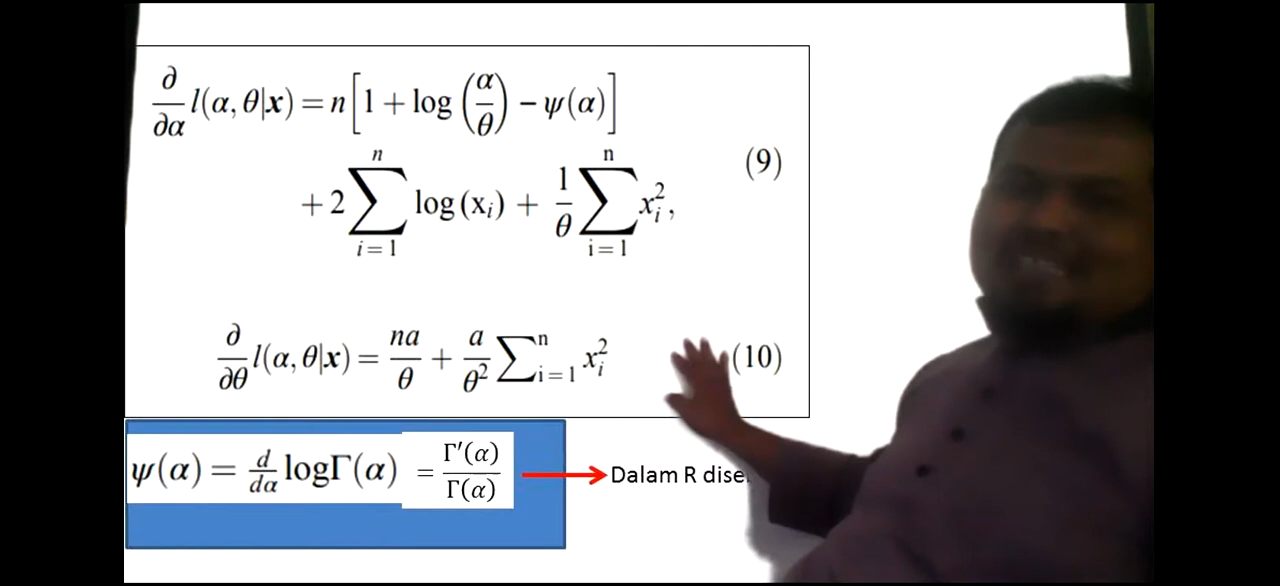 ∂/∂α l(α, θ|x) = n[1 + log (α/θ) − ψ(α)]
+ 2 ∑_{i=1}^{n} log(x_i) + 1/θ ∑_{i=1}^{n} x_i^2, (9)
∂/∂θ l(α, θ|x) = na/θ + a/θ^2 ∑_{i=1}^{n} x_i^2 (10)
ψ(α) = d/dα logΓ(α) = Γ′(α)/Γ(α) → Dalam R